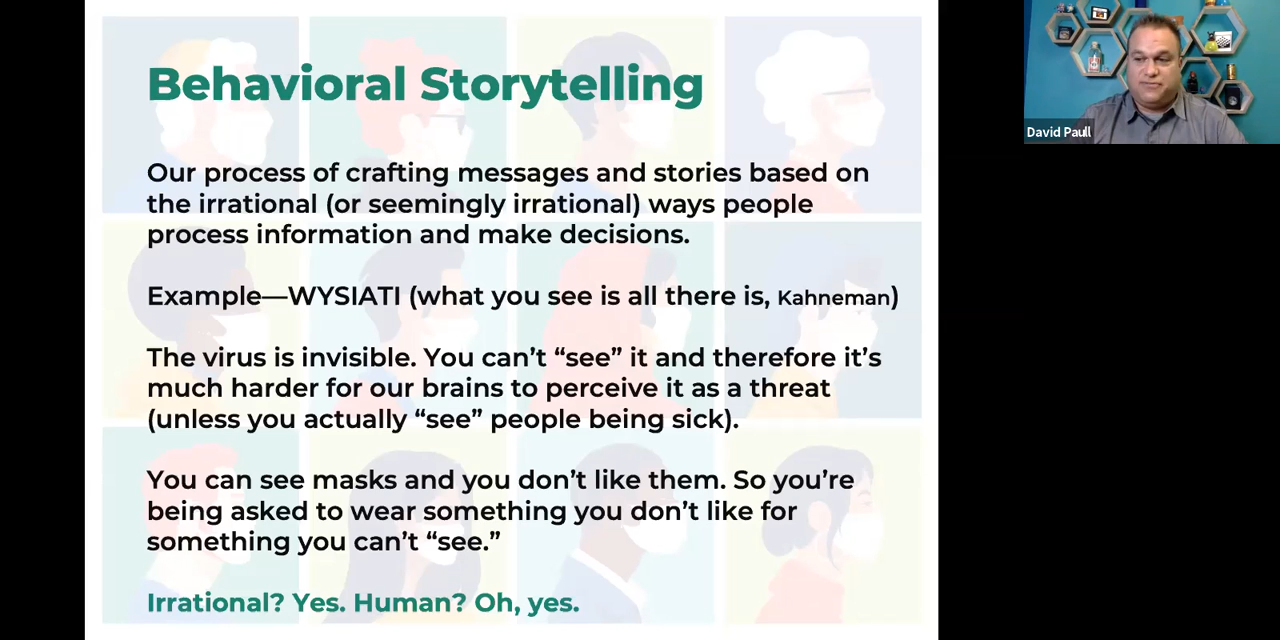 Behavioral Storytelling
Our process of crafting messages and stories based on
the irrational (or seemingly irrational) ways people
process information and make decisions.
Example—WYSIATI (what you see is all there is, Kahneman)
The virus is invisible. You can’t “see” it and therefore it’s
much harder for our brains to perceive it as a threat
(unless you actually “see” people being sick).
You can see masks and you don’t like them. So you’re
being asked to wear something you don’t like for
something you can’t “see.”
Irrational? Yes. Human? Oh, yes.
David Paull